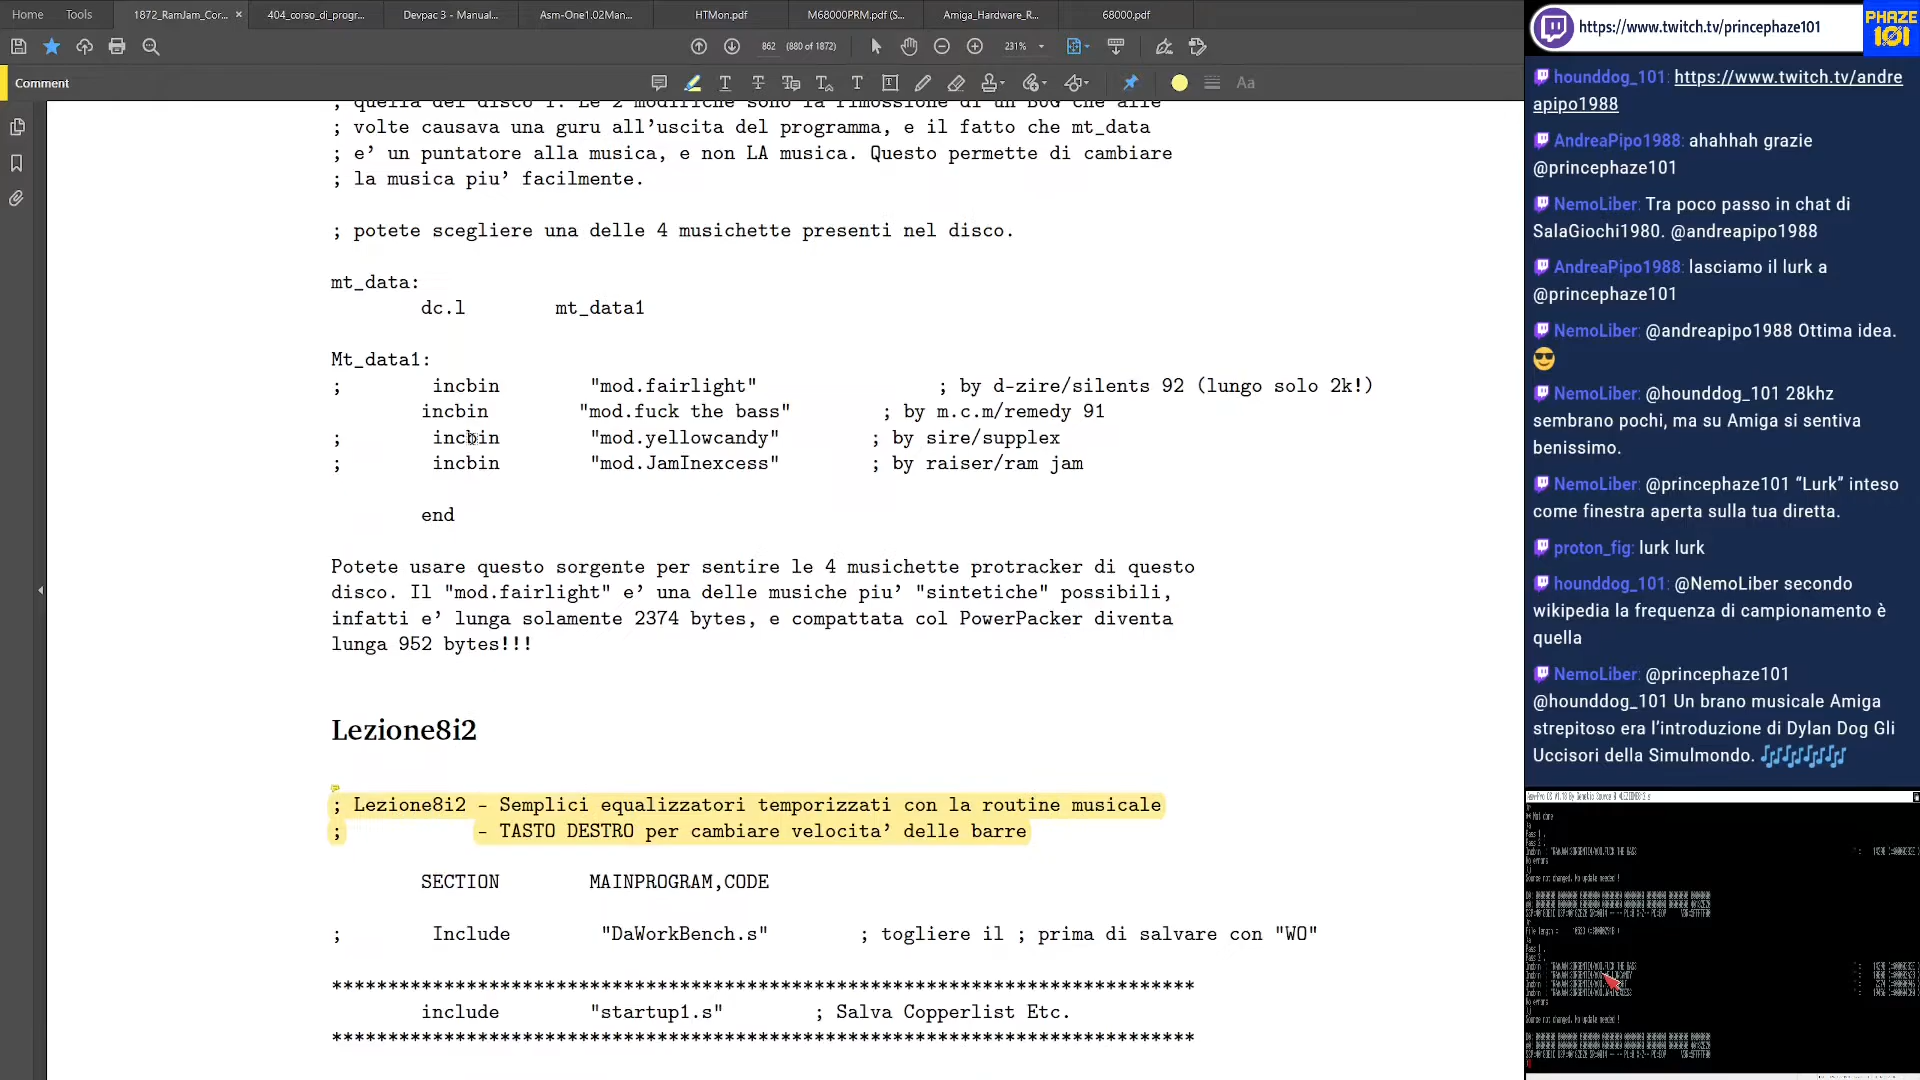 Home
Tools
1872_RamJam_Cor...
404_corso_di_progr...
Devpac 3 - Manual...
Asm-One1.02Man...
HTMon.pdf
M68000PRM.pdf (S...
Amiga_Hardware_R...
68000.pdf
862 (880 of 1872)
231%
Comment
; volte causava una guru all'uscita del programma, e il fatto che mt_data
; e' un puntatore alla musica, e non LA musica. Questo permette di cambiare
; la musica piu' facilmente.
; potete scegliere una delle 4 musichette presenti nel disco.
mt_data:
dc.l mt_data1
Mt_data1:
; incbin "mod.fairlight" ; by d-zire/silents 92 (lungo solo 2k!)
incbin "mod.fuck the bass" ; by m.c.m/remedy 91
; incbin "mod.yellowcandy" ; by sire/supplex
; incbin "mod.JamInexcess" ; by raiser/ram jam
end
Potete usare questo sorgente per sentire le 4 musichette protracker di questo
disco. Il "mod.fairlight" e' una delle musiche piu' "sintetiche" possibili,
infatti e' lunga solamente 2374 bytes, e compattata col PowerPacker diventa
lunga 952 bytes!!!
Lezione8i2
; Lezione8i2 - Semplici equalizzatori temporizzati con la routine musicale
; - TASTO DESTRO per cambiare velocita' delle barre
SECTION MAINPROGRAM,CODE
; Include "DaWorkBench.s" ; togliere il ; prima di salvare con "WO"
*****************************************************************************
include "startup1.s" ; Salva Copperlist Etc.
*****************************************************************************
https://www.twitch.tv/princephaze101
PHAZE
101
hounddog_101: https://www.twitch.tv/andre
apipo1988
AndreaPipo1988: ahahhah grazie
@princephaze101
NemoLiber: Tra poco passo in chat di
SalaGiochi1980. @andreapipo1988
AndreaPipo1988: lasciamo il lurk a
@princephaze101
NemoLiber: @andreapipo1988 Ottima idea.
NemoLiber: @hounddog_101 28khz
sembrano pochi, ma su Amiga si sentiva
benissimo.
NemoLiber: @princephaze101 “Lurk” inteso
come finestra aperta sulla tua diretta.
proton_fig: lurk lurk
hounddog_101: @NemoLiber secondo
wikipedia la frequenza di campionamento è
quella
NemoLiber: @princephaze101
@hounddog_101 Un brano musicale Amiga
strepitoso era l’introduzione di Dylan Dog Gli
Uccisori della Simulmondo.